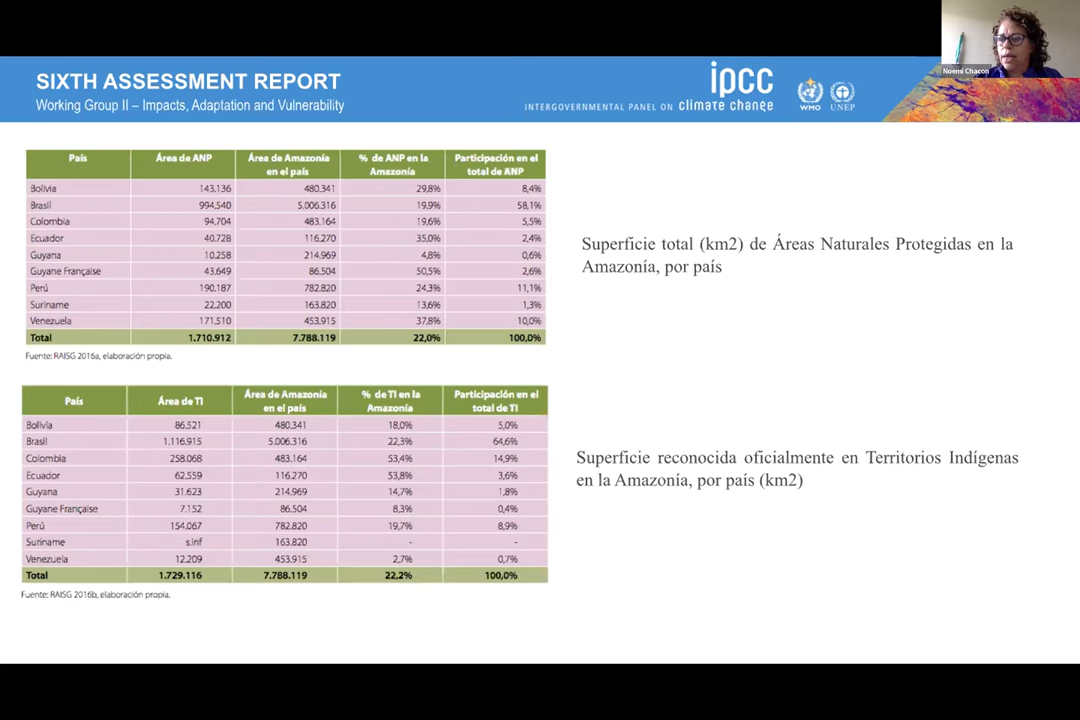 Noemi Chacon
SIXTH ASSESSMENT REPORT
Working Group II – Impacts, Adaptation and Vulnerability
ipcc
INTERGOVERNMENTAL PANEL ON climate change
WMO UNEP
País Área de ANP Área de Amazonía en el país % de ANP en la Amazonía Participación en el total de ANP
Bolivia 143.136 480.341 29,8% 8,4%
Brasil 994.540 5.006.316 19,9% 58,1%
Colombia 94.704 483.164 19,6% 5,5%
Ecuador 40.728 116.270 35,0% 2,4%
Guyana 10.258 214.969 4,8% 0,6%
Guyane Française 43.649 86.504 50,5% 2,6%
Perú 190.187 782.820 24,3% 11,1%
Suriname 22.200 163.820 13,6% 1,3%
Venezuela 171.510 453.915 37,8% 10,0%
Total 1.710.912 7.788.119 22,0% 100,0%
Fuente: RAISG 2016a, elaboración propia.
Superficie total (km2) de Áreas Naturales Protegidas en la
Amazonía, por país
País Área de TI Área de Amazonía en el país % de TI en la Amazonía Participación en el total de TI
Bolivia 86.521 480.341 18,0% 5,0%
Brasil 1.116.915 5.006.316 22,3% 64,6%
Colombia 258.068 483.164 53,4% 14,9%
Ecuador 62.559 116.270 53,8% 3,6%
Guyana 31.623 214.969 14,7% 1,8%
Guyane Française 7.152 86.504 8,3% 0,4%
Perú 154.067 782.820 19,7% 8,9%
Suriname s.inf 163.820 - -
Venezuela 12.209 453.915 2,7% 0,7%
Total 1.729.116 7.788.119 22,2% 100,0%
Fuente: RAISG 2016b, elaboración propia.
Superficie reconocida oficialmente en Territorios Indígenas
en la Amazonía, por país (km2)